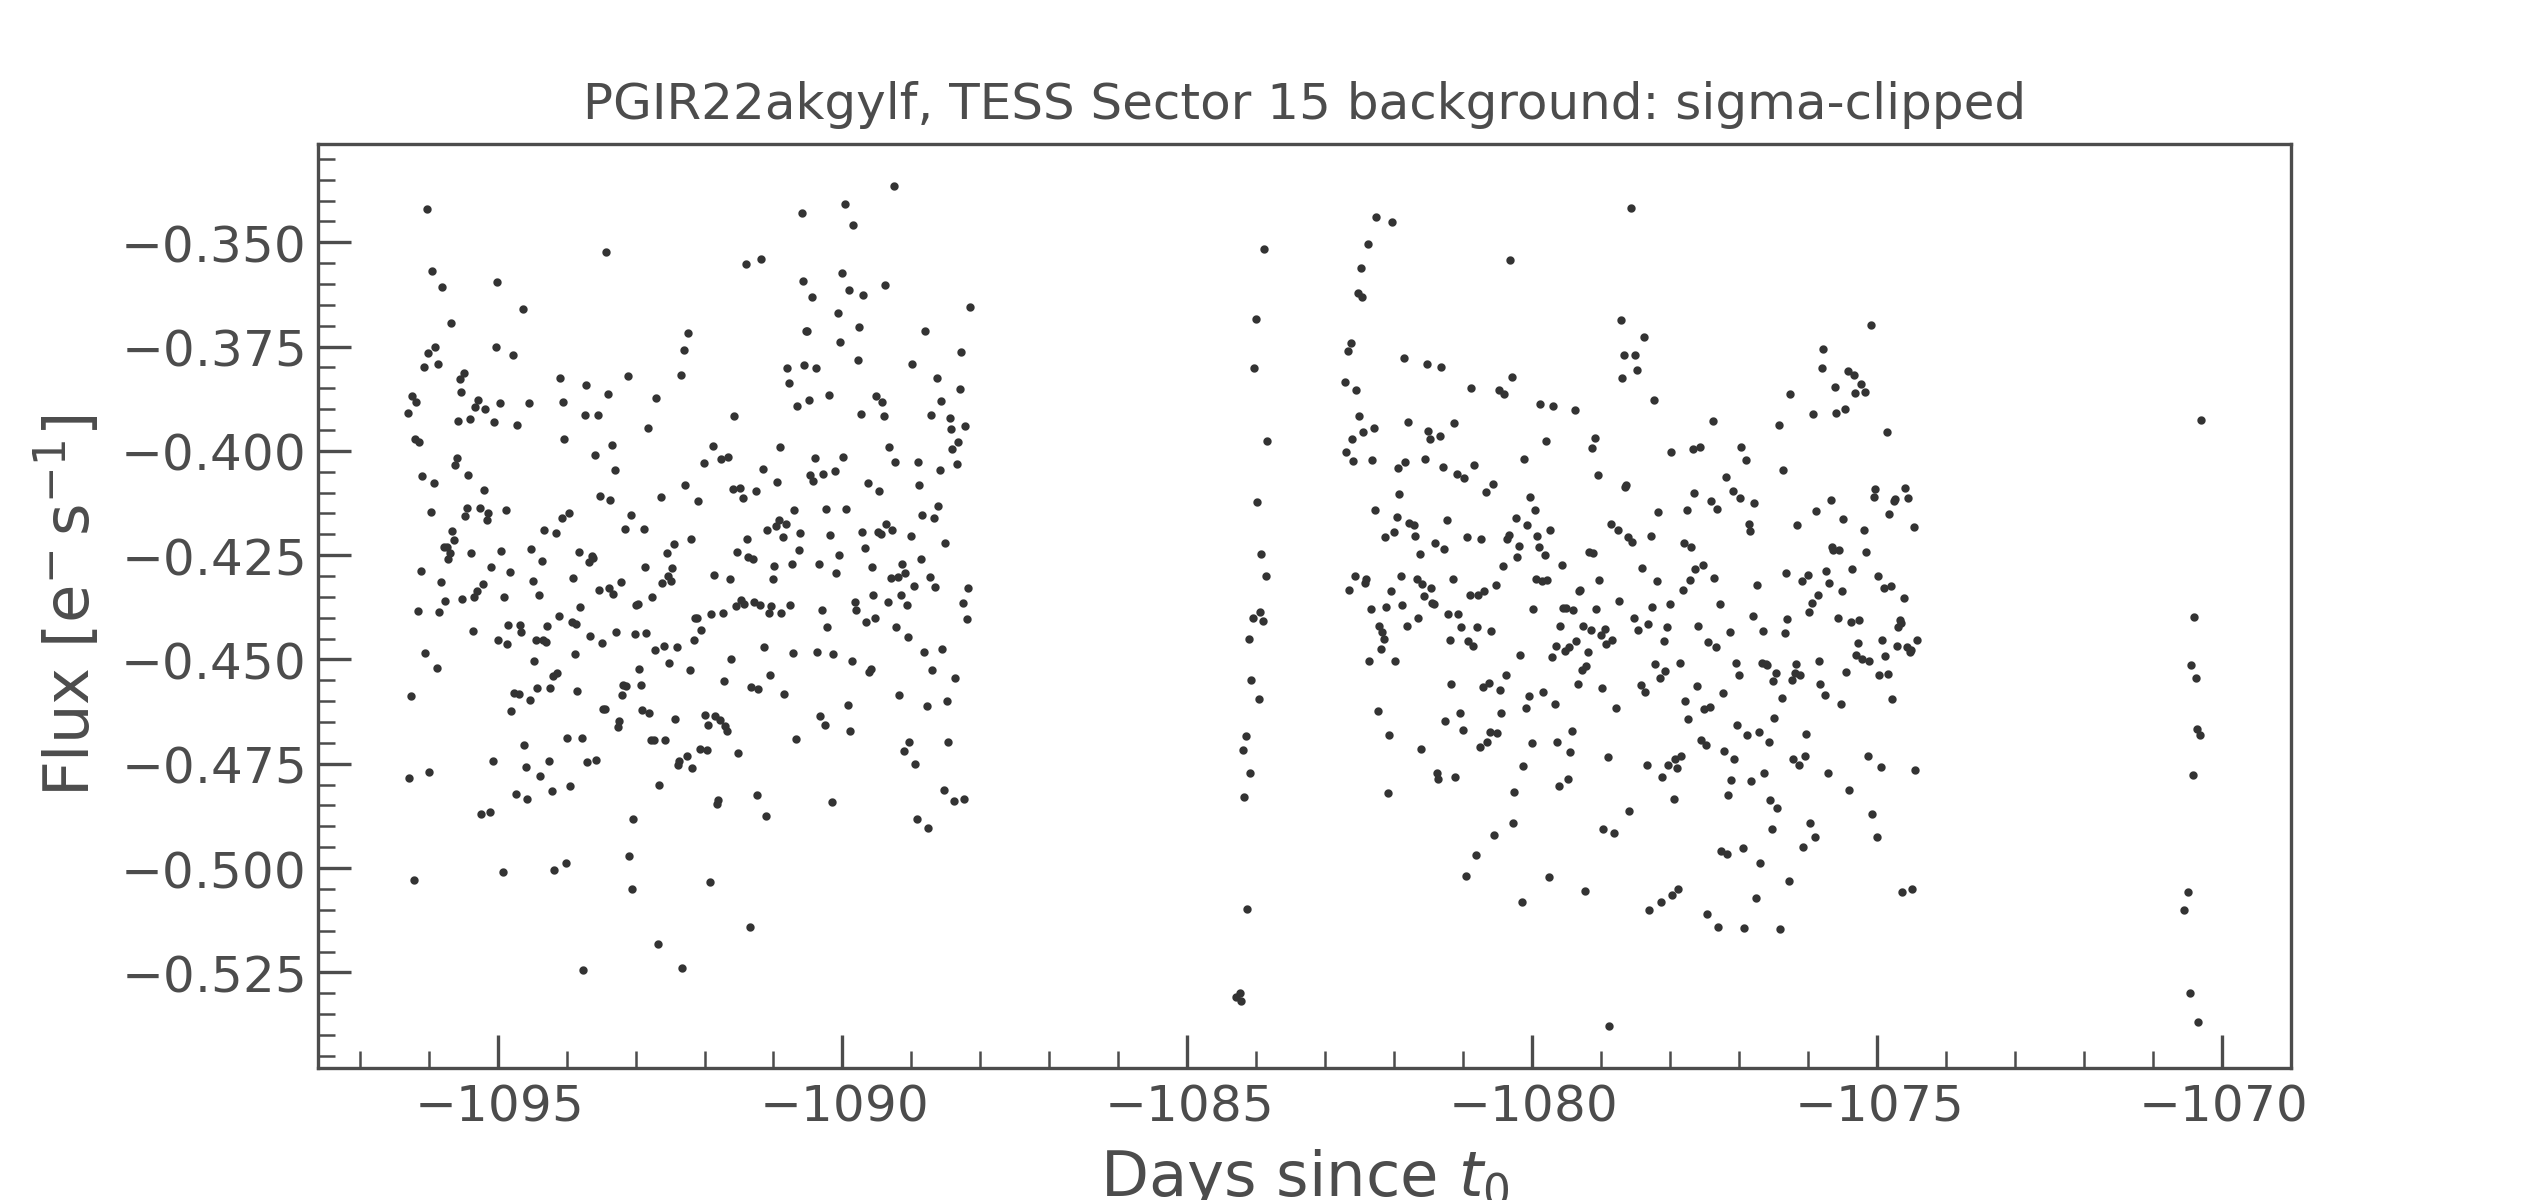 PGIR22akgylf, TESS Sector 15 background: sigma-clipped
Flux [e⁻ s⁻¹]
−0.350
−0.375
−0.400
−0.425
−0.450
−0.475
−0.500
−0.525
−1095 −1090 −1085 −1080 −1075 −1070
Days since t₀